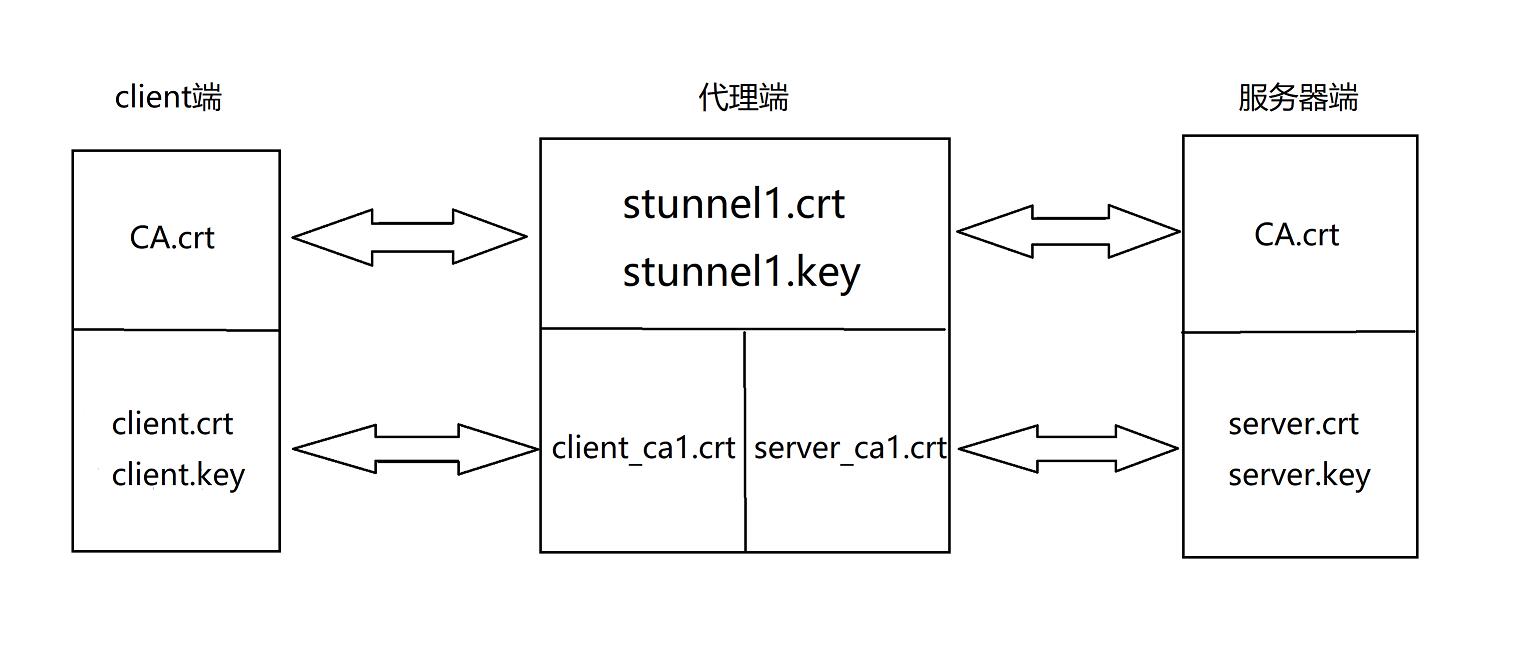 client端
代理端
服务器端
CA.crt
stunnel1.crt
stunnel1.key
CA.crt
client.crt
client.key
client_ca1.crt
server_ca1.crt
server.crt
server.key